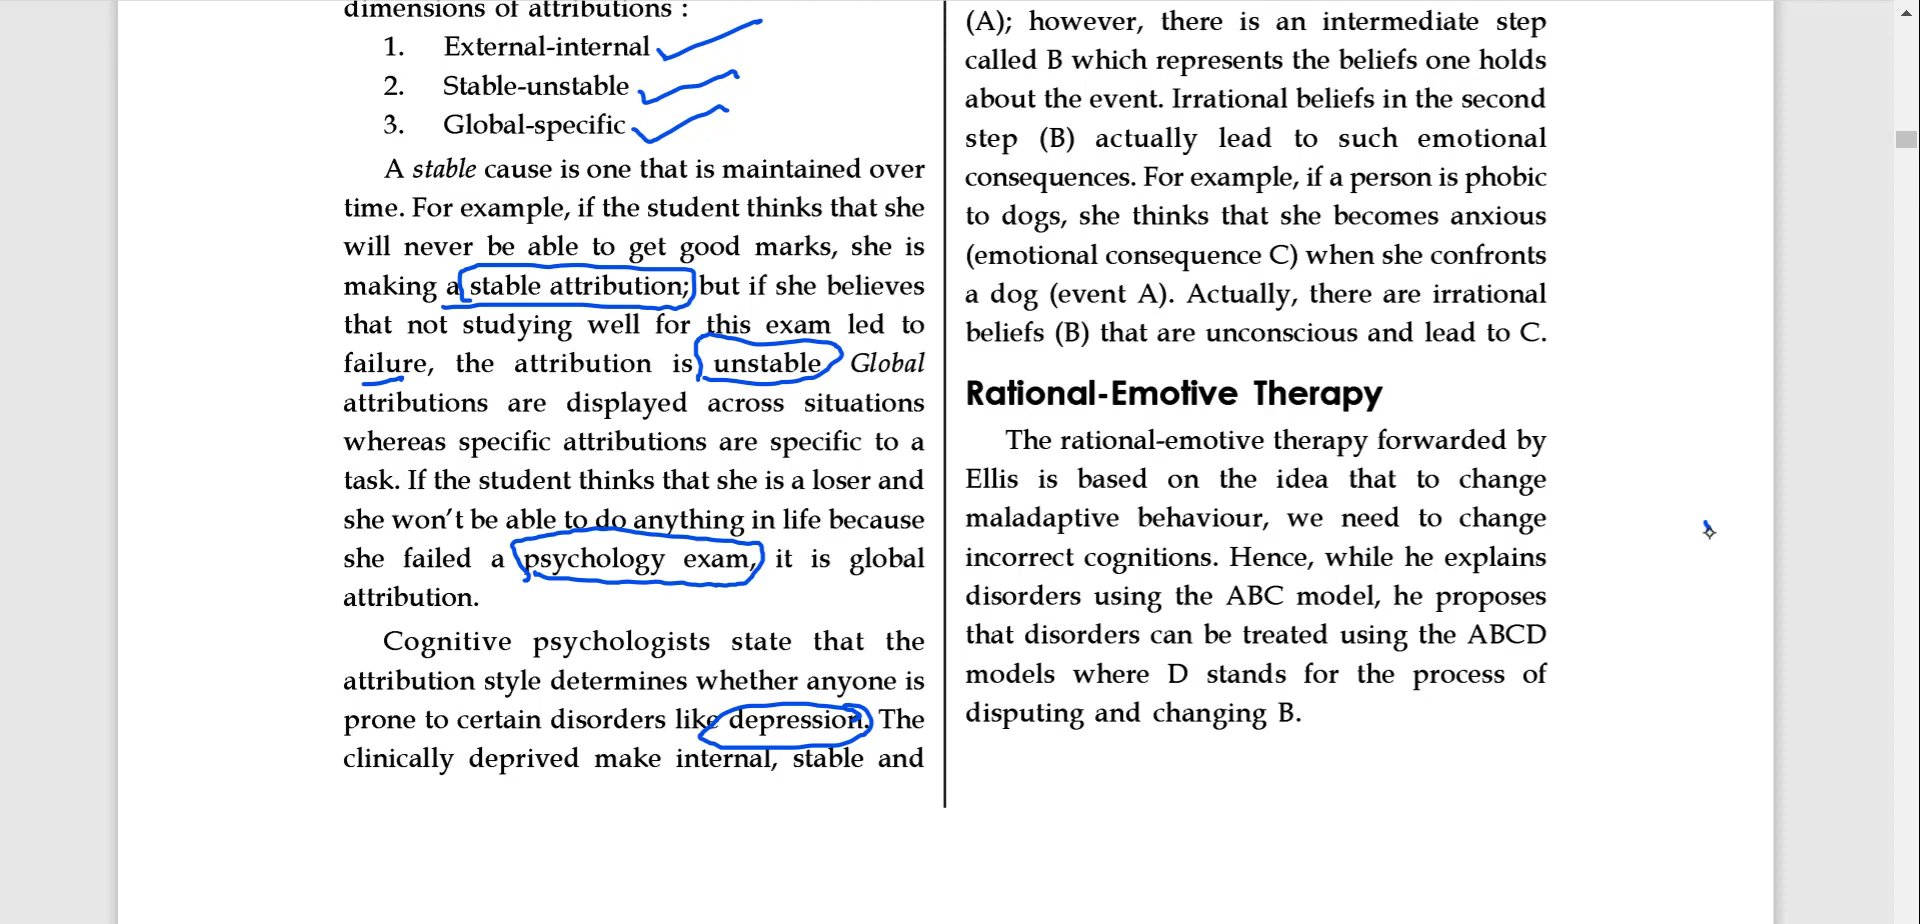 dimensions of attributions :
1. External-internal
2. Stable-unstable
3. Global-specific
A stable cause is one that is maintained over
time. For example, if the student thinks that she
will never be able to get good marks, she is
making a stable attribution; but if she believes
that not studying well for this exam led to
failure, the attribution is unstable. Global
attributions are displayed across situations
whereas specific attributions are specific to a
task. If the student thinks that she is a loser and
she won't be able to do anything in life because
she failed a psychology exam, it is global
attribution.
Cognitive psychologists state that the
attribution style determines whether anyone is
prone to certain disorders like depression. The
clinically deprived make internal, stable and
(A); however, there is an intermediate step
called B which represents the beliefs one holds
about the event. Irrational beliefs in the second
step (B) actually lead to such emotional
consequences. For example, if a person is phobic
to dogs, she thinks that she becomes anxious
(emotional consequence C) when she confronts
a dog (event A). Actually, there are irrational
beliefs (B) that are unconscious and lead to C.
Rational-Emotive Therapy
The rational-emotive therapy forwarded by
Ellis is based on the idea that to change
maladaptive behaviour, we need to change
incorrect cognitions. Hence, while he explains
disorders using the ABC model, he proposes
that disorders can be treated using the ABCD
models where D stands for the process of
disputing and changing B.